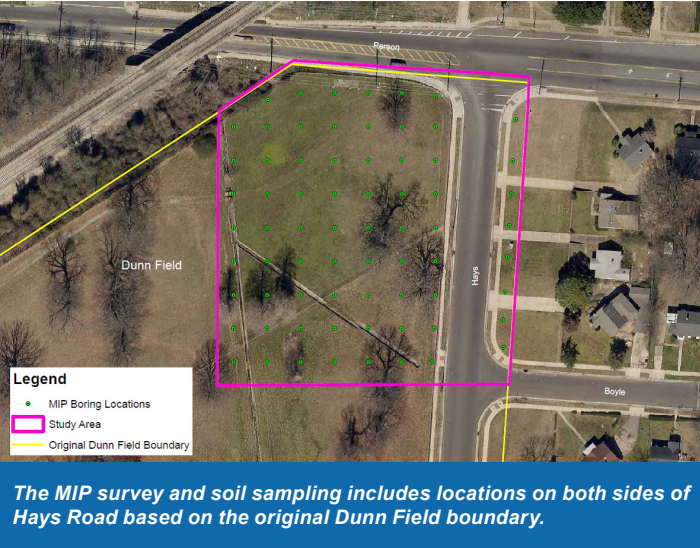 Person
Dunn Field
Hays
Boyle
Legend
MIP Boring Locations
Study Area
Original Dunn Field Boundary
The MIP survey and soil sampling includes locations on both sides of
Hays Road based on the original Dunn Field boundary.